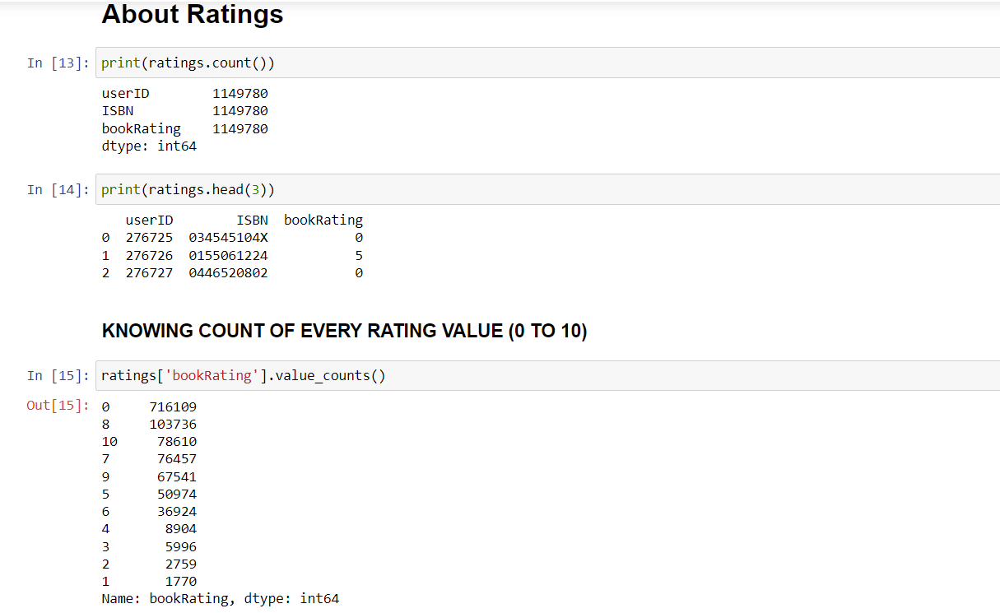 About Ratings
In [13]: print(ratings.count())
userID        1149780
ISBN          1149780
bookRating    1149780
dtype: int64
In [14]: print(ratings.head(3))
   userID        ISBN  bookRating
0  276725  034545104X           0
1  276726  0155061224           5
2  276727  0446520802           0
KNOWING COUNT OF EVERY RATING VALUE (0 TO 10)
In [15]: ratings['bookRating'].value_counts()
Out[15]: 0     716109
8     103736
10     78610
7      76457
9      67541
5      50974
6      36924
4       8904
3       5996
2       2759
1       1770
Name: bookRating, dtype: int64